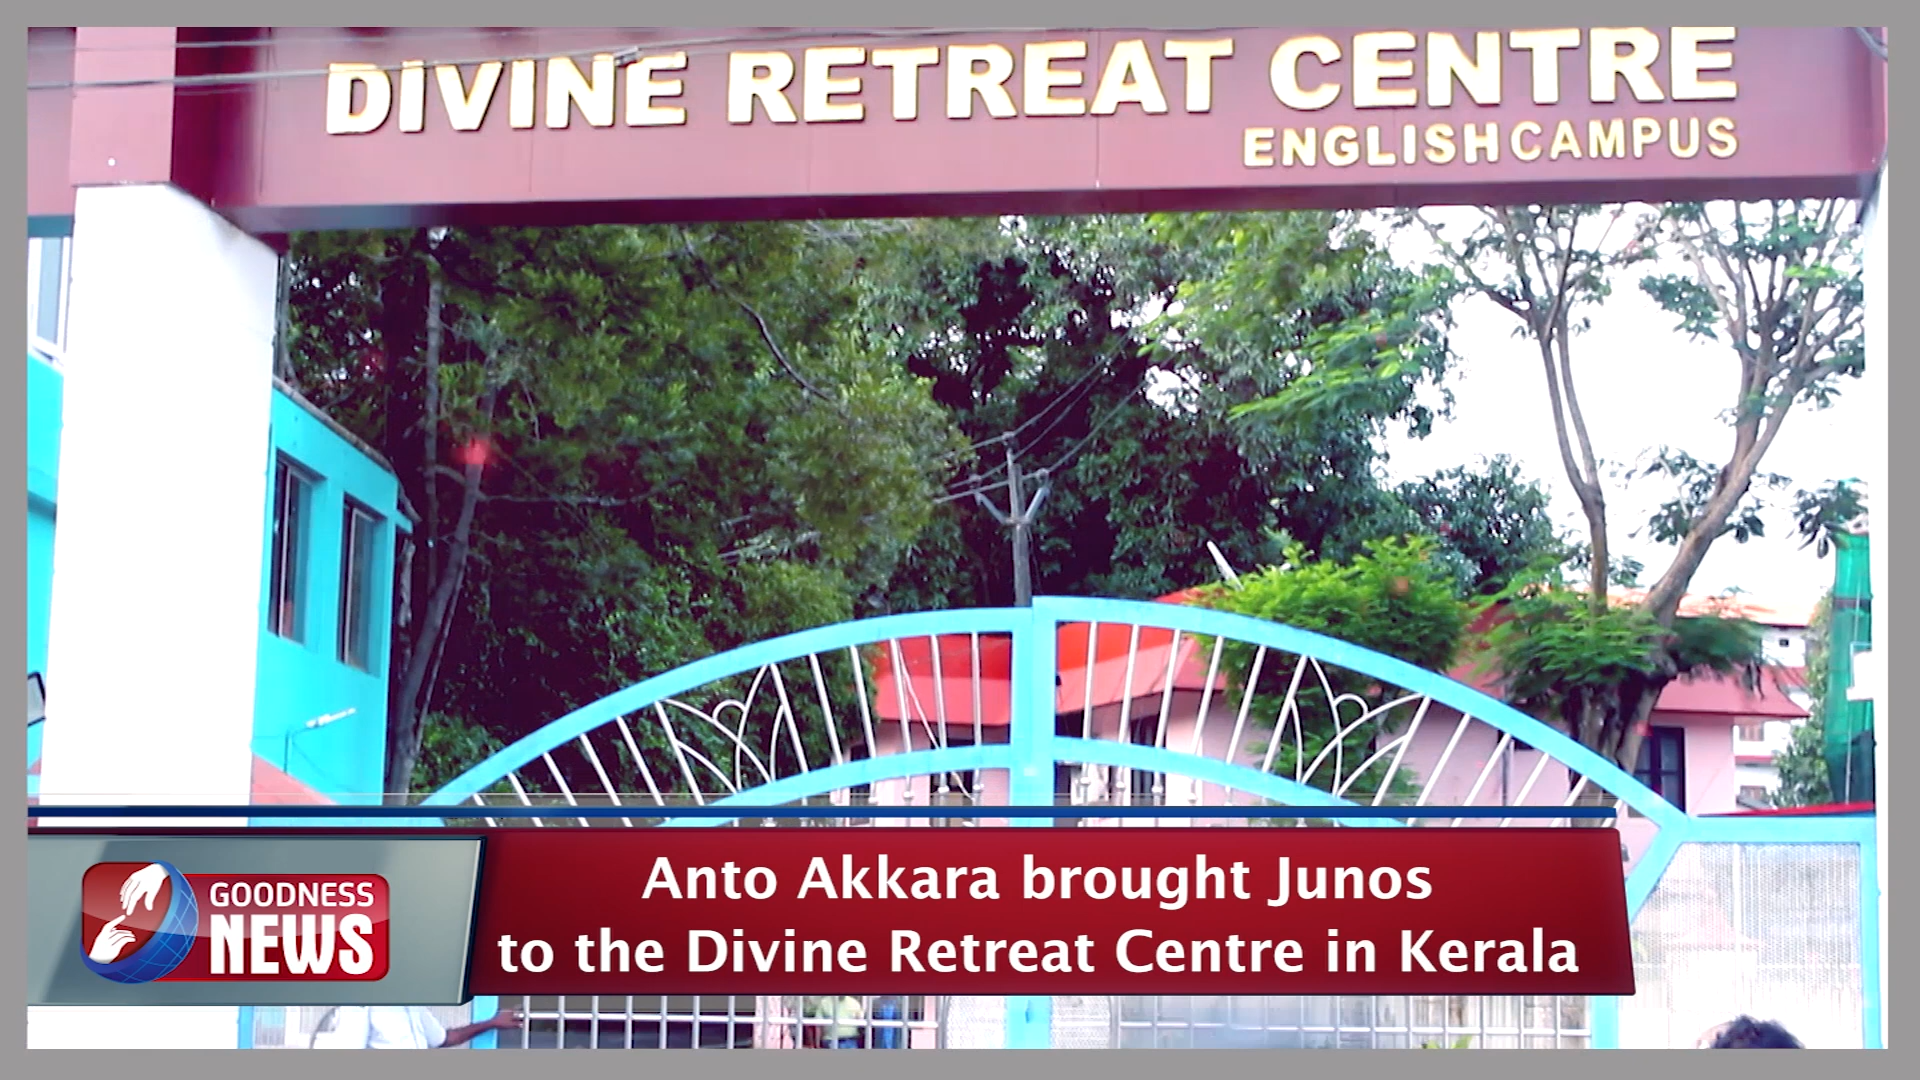 DIVINE RETREAT CENTRE
ENGLISH CAMPUS
GOODNESS
NEWS
Anto Akkara brought Junos
to the Divine Retreat Centre in Kerala